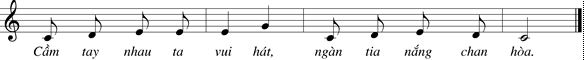 Cầm tay nhau ta vui hát, ngàn tia nắng chan hòa.